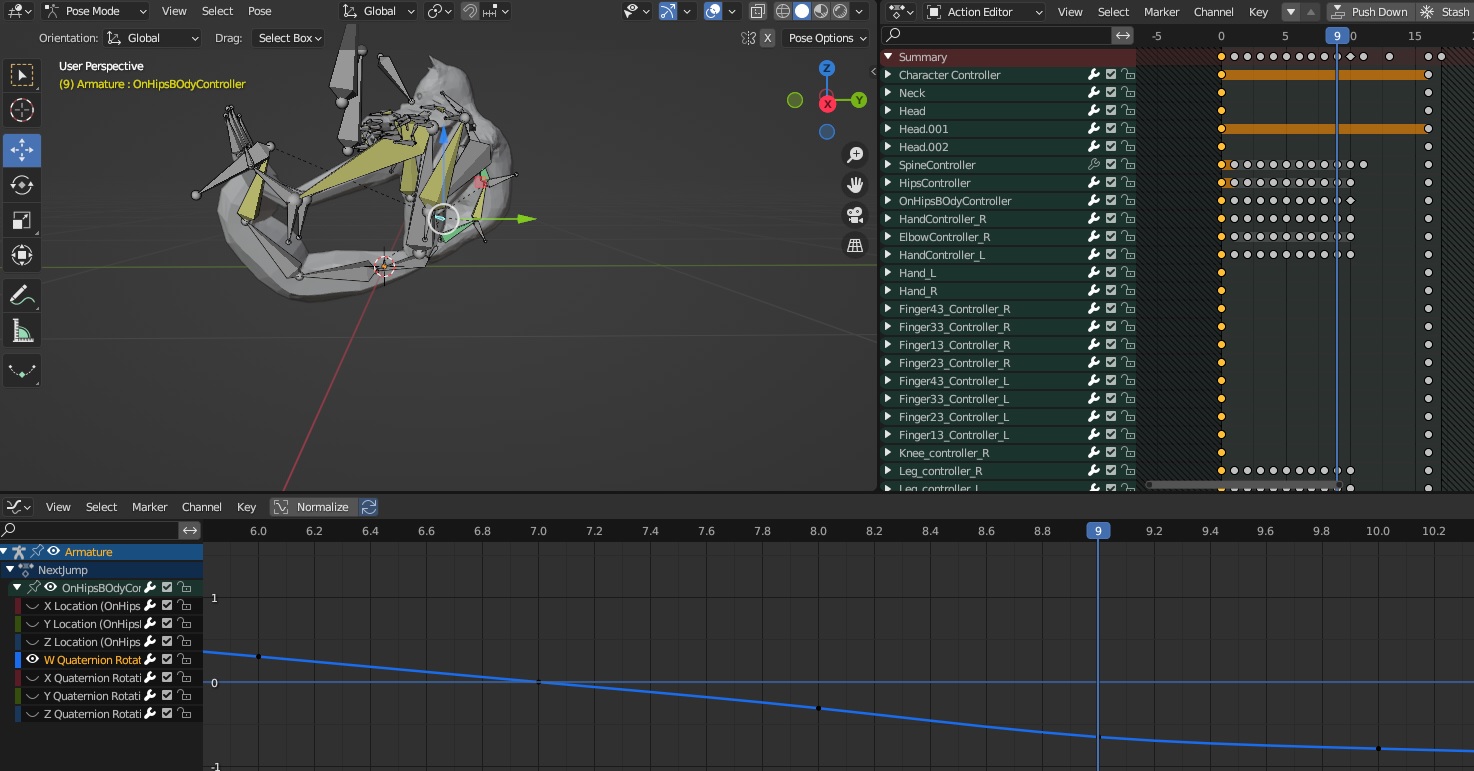 Pose Mode View Select Pose Global
Orientation: Global Drag: Select Box X Pose Options
User Perspective
(9) Armature : OnHipsBOdyController
Z
Y
X
Action Editor View Select Marker Channel Key Push Down Stash
-5 0 5 9 0 15
Summary
Character Controller
Neck
Head
Head.001
Head.002
SpineController
HipsController
OnHipsBOdyController
HandController_R
ElbowController_R
HandController_L
Hand_L
Hand_R
Finger43_Controller_R
Finger33_Controller_R
Finger13_Controller_R
Finger23_Controller_R
Finger43_Controller_L
Finger33_Controller_L
Finger23_Controller_L
Finger13_Controller_L
Knee_controller_R
Leg_controller_R
Leg_controller_L
View Select Marker Channel Key Normalize
6.0 6.2 6.4 6.6 6.8 7.0 7.2 7.4 7.6 7.8 8.0 8.2 8.4 8.6 8.8 9 9.2 9.4 9.6 9.8 10.0 10.2
Armature
NextJump
OnHipsBOdyCor
X Location (OnHips
Y Location (OnHipsI
Z Location (OnHips
W Quaternion Rotat
X Quaternion Rotati
Y Quaternion Rotati
Z Quaternion Rotati
1
0
-1